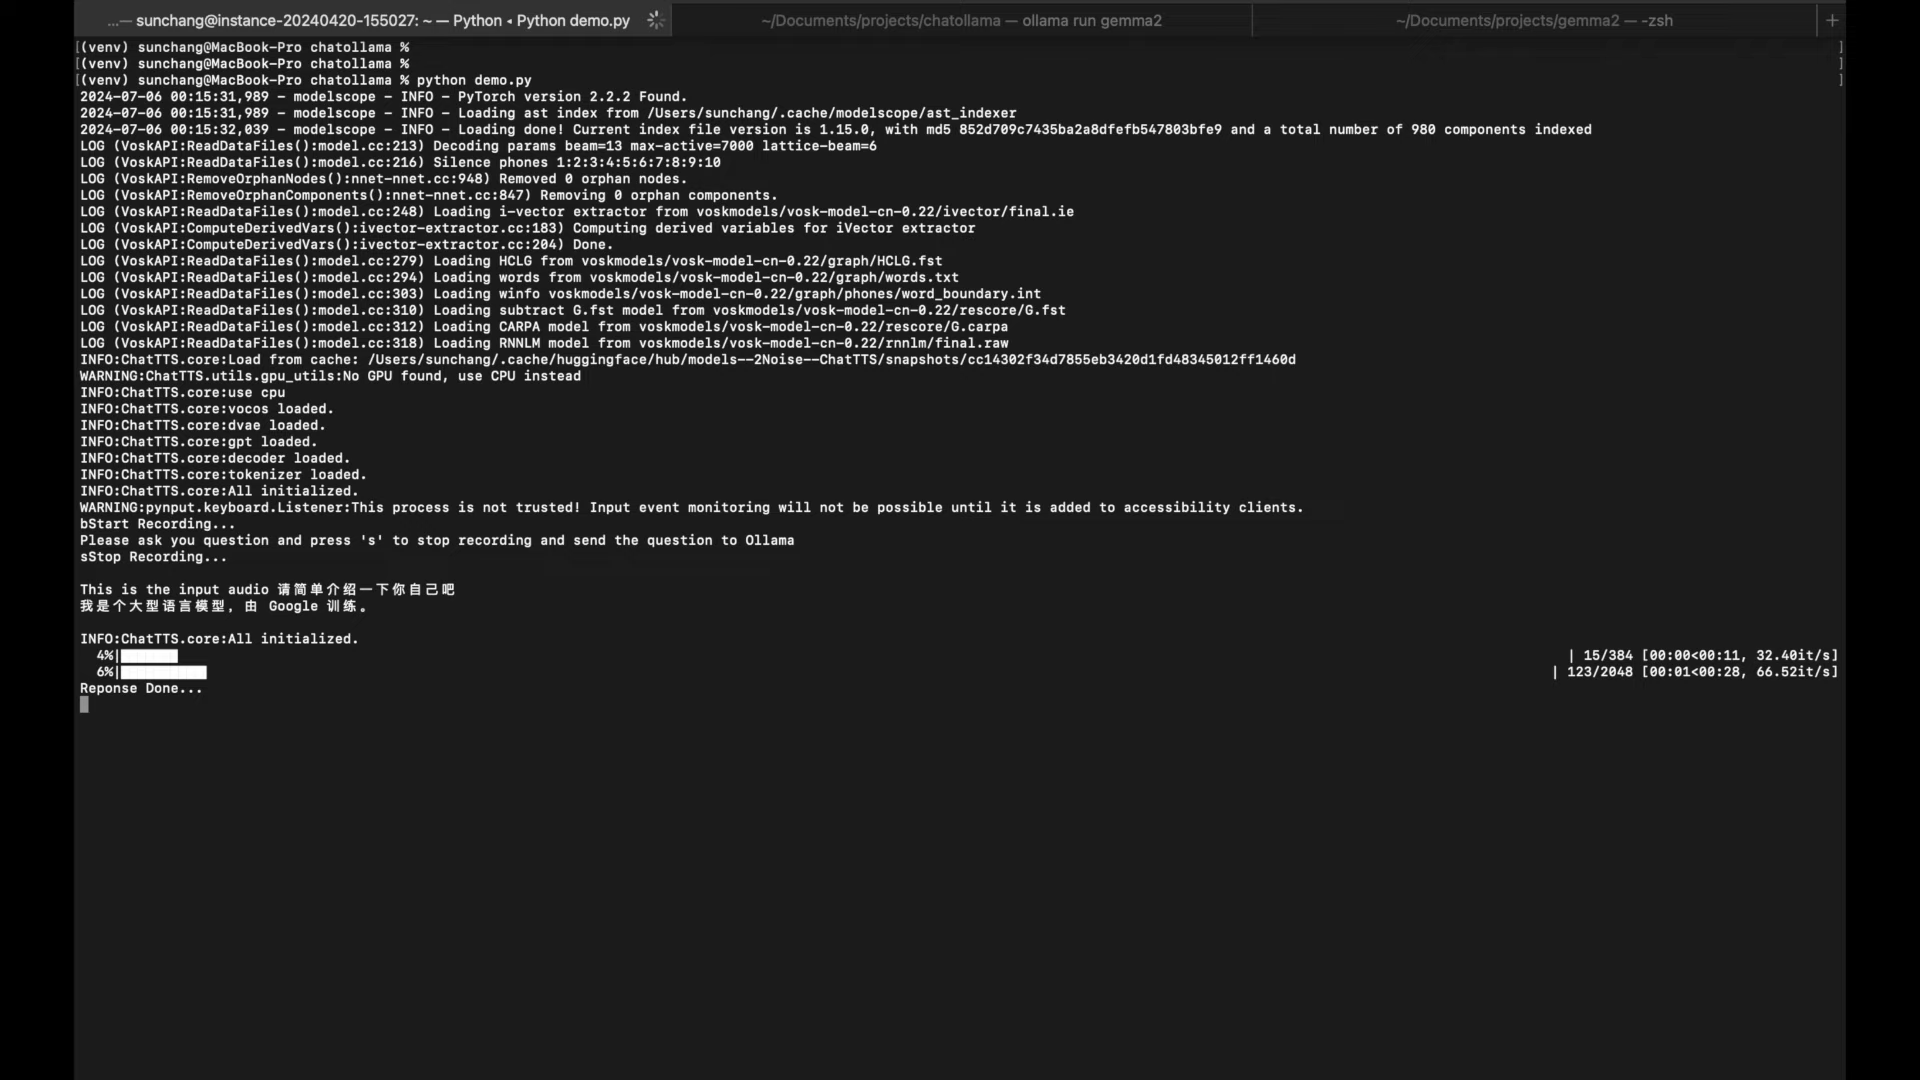 ...— sunchang@instance-20240420-155027: ~ — Python ◂ Python demo.py
~/Documents/projects/chatollama — ollama run gemma2
~/Documents/projects/gemma2 — -zsh
+
[(venv) sunchang@MacBook-Pro chatollama % ]
[(venv) sunchang@MacBook-Pro chatollama % ]
[(venv) sunchang@MacBook-Pro chatollama % python demo.py ]
2024-07-06 00:15:31,989 - modelscope - INFO - PyTorch version 2.2.2 Found.
2024-07-06 00:15:31,989 - modelscope - INFO - Loading ast index from /Users/sunchang/.cache/modelscope/ast_indexer
2024-07-06 00:15:32,039 - modelscope - INFO - Loading done! Current index file version is 1.15.0, with md5 852d709c7435ba2a8dfefb547803bfe9 and a total number of 980 components indexed
LOG (VoskAPI:ReadDataFiles():model.cc:213) Decoding params beam=13 max-active=7000 lattice-beam=6
LOG (VoskAPI:ReadDataFiles():model.cc:216) Silence phones 1:2:3:4:5:6:7:8:9:10
LOG (VoskAPI:RemoveOrphanNodes():nnet-nnet.cc:948) Removed 0 orphan nodes.
LOG (VoskAPI:RemoveOrphanComponents():nnet-nnet.cc:847) Removing 0 orphan components.
LOG (VoskAPI:ReadDataFiles():model.cc:248) Loading i-vector extractor from voskmodels/vosk-model-cn-0.22/ivector/final.ie
LOG (VoskAPI:ComputeDerivedVars():ivector-extractor.cc:183) Computing derived variables for iVector extractor
LOG (VoskAPI:ComputeDerivedVars():ivector-extractor.cc:204) Done.
LOG (VoskAPI:ReadDataFiles():model.cc:279) Loading HCLG from voskmodels/vosk-model-cn-0.22/graph/HCLG.fst
LOG (VoskAPI:ReadDataFiles():model.cc:294) Loading words from voskmodels/vosk-model-cn-0.22/graph/words.txt
LOG (VoskAPI:ReadDataFiles():model.cc:303) Loading winfo voskmodels/vosk-model-cn-0.22/graph/phones/word_boundary.int
LOG (VoskAPI:ReadDataFiles():model.cc:310) Loading subtract G.fst model from voskmodels/vosk-model-cn-0.22/rescore/G.fst
LOG (VoskAPI:ReadDataFiles():model.cc:312) Loading CARPA model from voskmodels/vosk-model-cn-0.22/rescore/G.carpa
LOG (VoskAPI:ReadDataFiles():model.cc:318) Loading RNNLM model from voskmodels/vosk-model-cn-0.22/rnnlm/final.raw
INFO:ChatTTS.core:Load from cache: /Users/sunchang/.cache/huggingface/hub/models--2Noise--ChatTTS/snapshots/cc14302f34d7855eb3420d1fd48345012ff1460d
WARNING:ChatTTS.utils.gpu_utils:No GPU found, use CPU instead
INFO:ChatTTS.core:use cpu
INFO:ChatTTS.core:vocos loaded.
INFO:ChatTTS.core:dvae loaded.
INFO:ChatTTS.core:gpt loaded.
INFO:ChatTTS.core:decoder loaded.
INFO:ChatTTS.core:tokenizer loaded.
INFO:ChatTTS.core:All initialized.
WARNING:pynput.keyboard.Listener:This process is not trusted! Input event monitoring will not be possible until it is added to accessibility clients.
bStart Recording...
Please ask you question and press 's' to stop recording and send the question to Ollama
sStop Recording...
This is the input audio 请简单介绍一下你自己吧
我是个大型语言模型，由 Google 训练。
INFO:ChatTTS.core:All initialized.
4%| | 15/384 [00:00<00:11, 32.40it/s]
6%| | 123/2048 [00:01<00:28, 66.52it/s]
Reponse Done...